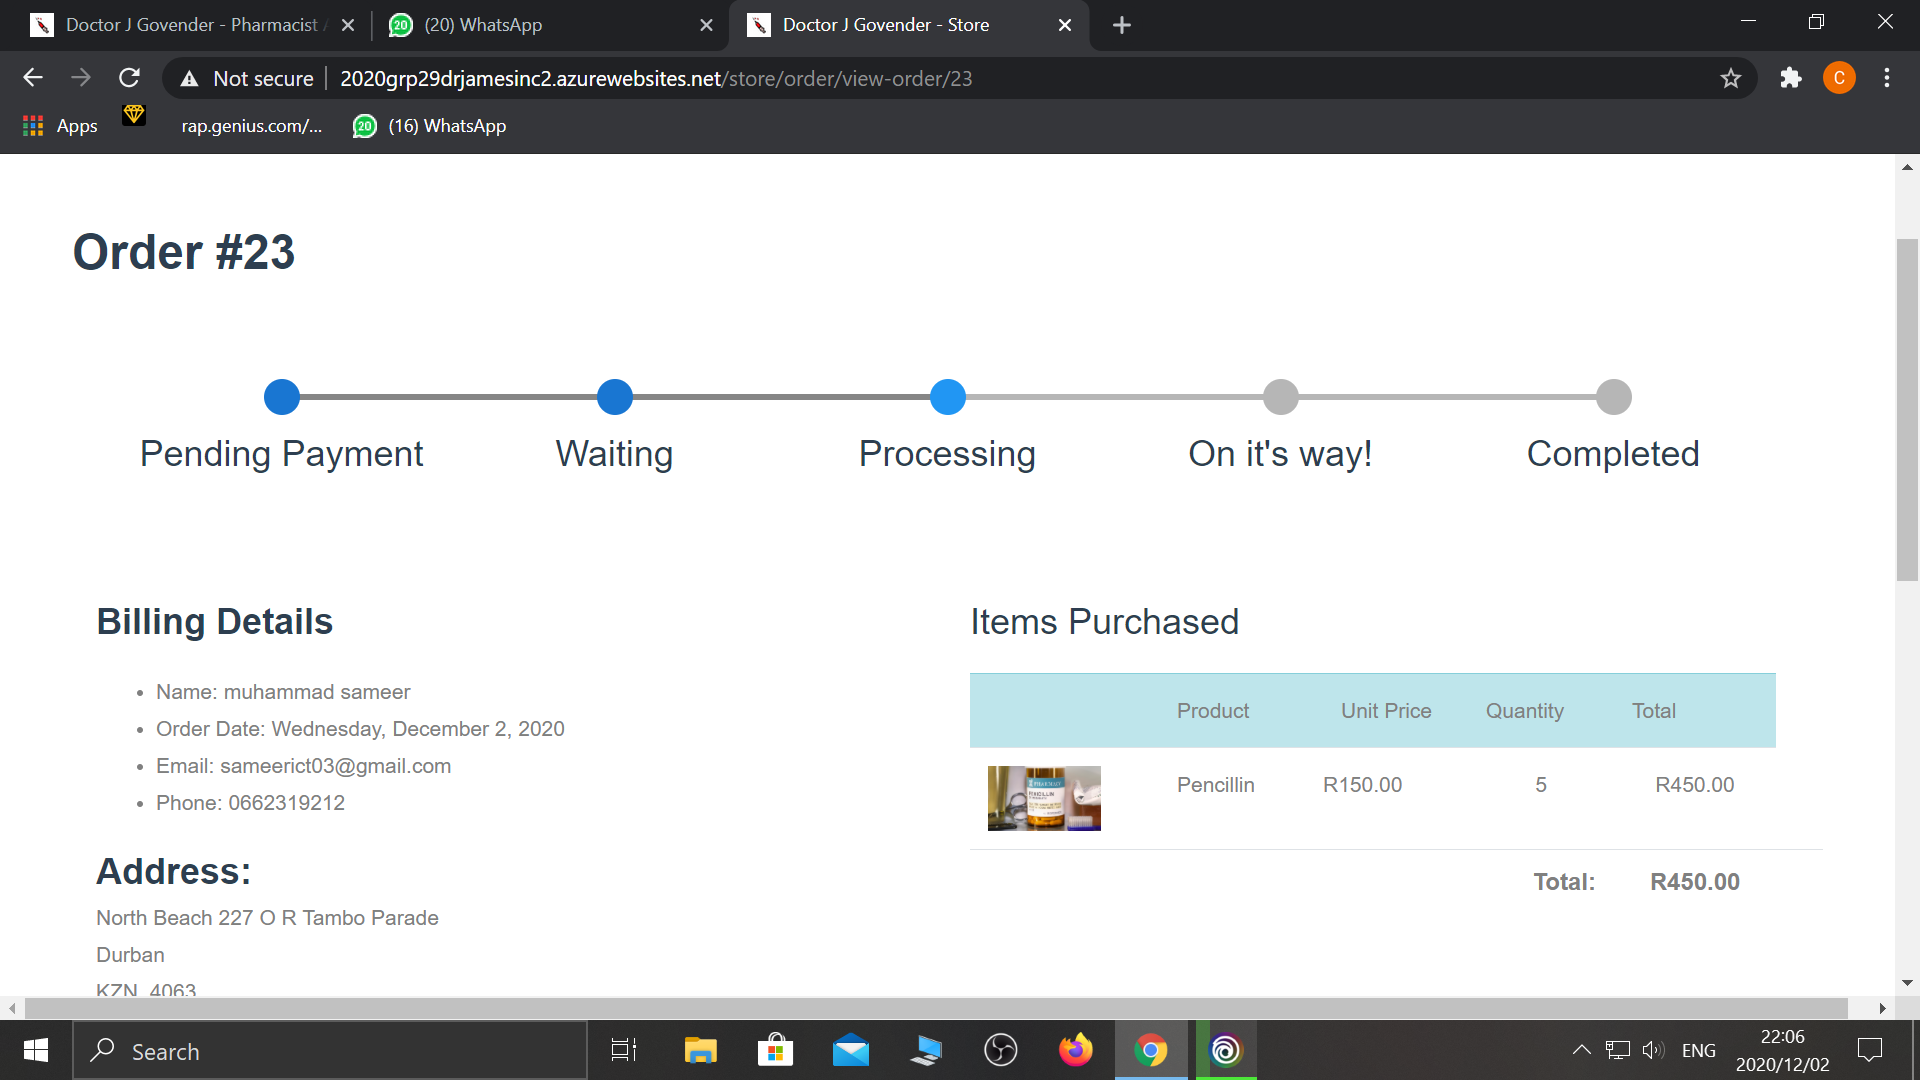 Doctor J Govender - Pharmacist
(20) WhatsApp
Doctor J Govender - Store
Not secure
2020grp29drjamesinc2.azurewebsites.net/store/order/view-order/23
C
Apps
rap.genius.com/...
20
(16) WhatsApp
Order #23
Pending Payment
Waiting
Processing
On it's way!
Completed
Billing Details
Name: muhammad sameer
Order Date: Wednesday, December 2, 2020
Email: sameerict03@gmail.com
Phone: 0662319212
Address:
North Beach 227 O R Tambo Parade
Durban
KZN, 4063
Items Purchased
Product Unit Price Quantity Total
Pencillin R150.00 5 R450.00
Total: R450.00
Search
ENG
22:06
2020/12/02